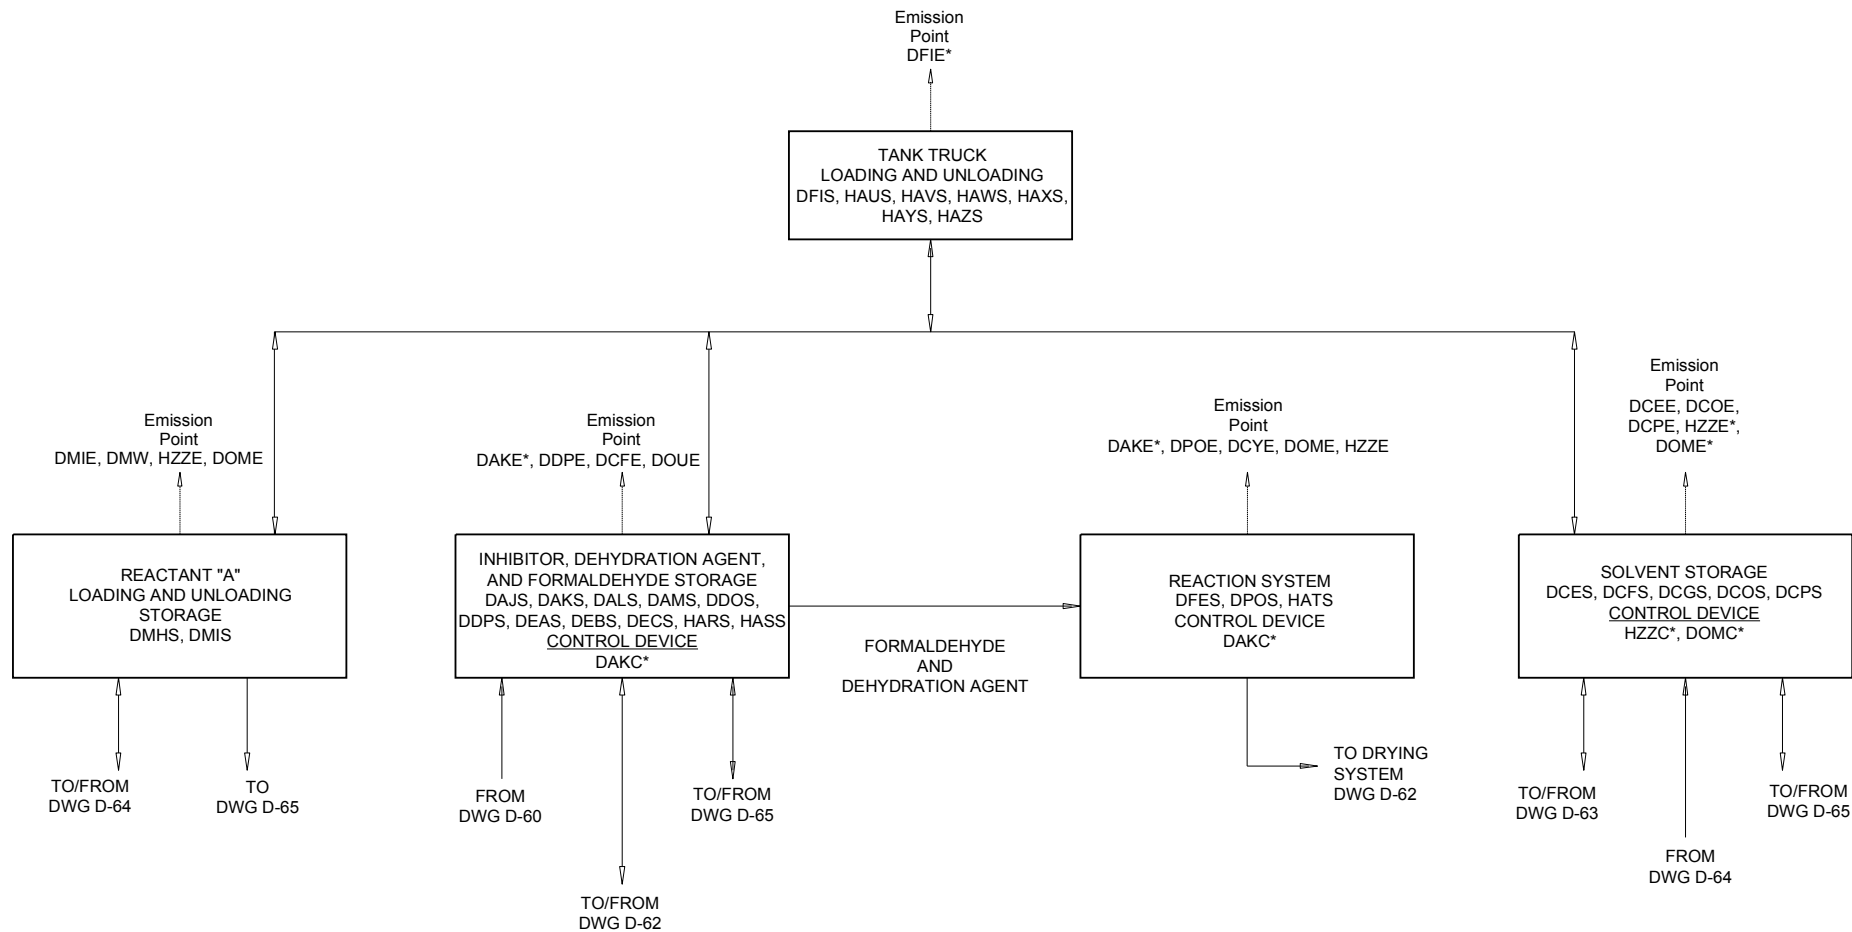 Emission
Point
DFIE*
TANK TRUCK
LOADING AND UNLOADING
DFIS, HAUS, HAVS, HAWS, HAXS,
HAYS, HAZS
Emission
Point
DMIE, DMW, HZZE, DOME
Emission
Point
DAKE*, DDPE, DCFE, DOUE
Emission
Point
DAKE*, DPOE, DCYE, DOME, HZZE
Emission
Point
DCEE, DCOE,
DCPE, HZZE*,
DOME*
REACTANT "A"
LOADING AND UNLOADING
STORAGE
DMHS, DMIS
INHIBITOR, DEHYDRATION AGENT,
AND FORMALDEHYDE STORAGE
DAJS, DAKS, DALS, DAMS, DDOS,
DDPS, DEAS, DEBS, DECS, HARS, HASS
CONTROL DEVICE
DAKC*
FORMALDEHYDE
AND
DEHYDRATION AGENT
REACTION SYSTEM
DFES, DPOS, HATS
CONTROL DEVICE
DAKC*
SOLVENT STORAGE
DCES, DCFS, DCGS, DCOS, DCPS
CONTROL DEVICE
HZZC*, DOMC*
TO/FROM
DWG D-64
TO
DWG D-65
FROM
DWG D-60
TO/FROM
DWG D-62
TO/FROM
DWG D-65
TO DRYING
SYSTEM
DWG D-62
TO/FROM
DWG D-63
FROM
DWG D-64
TO/FROM
DWG D-65